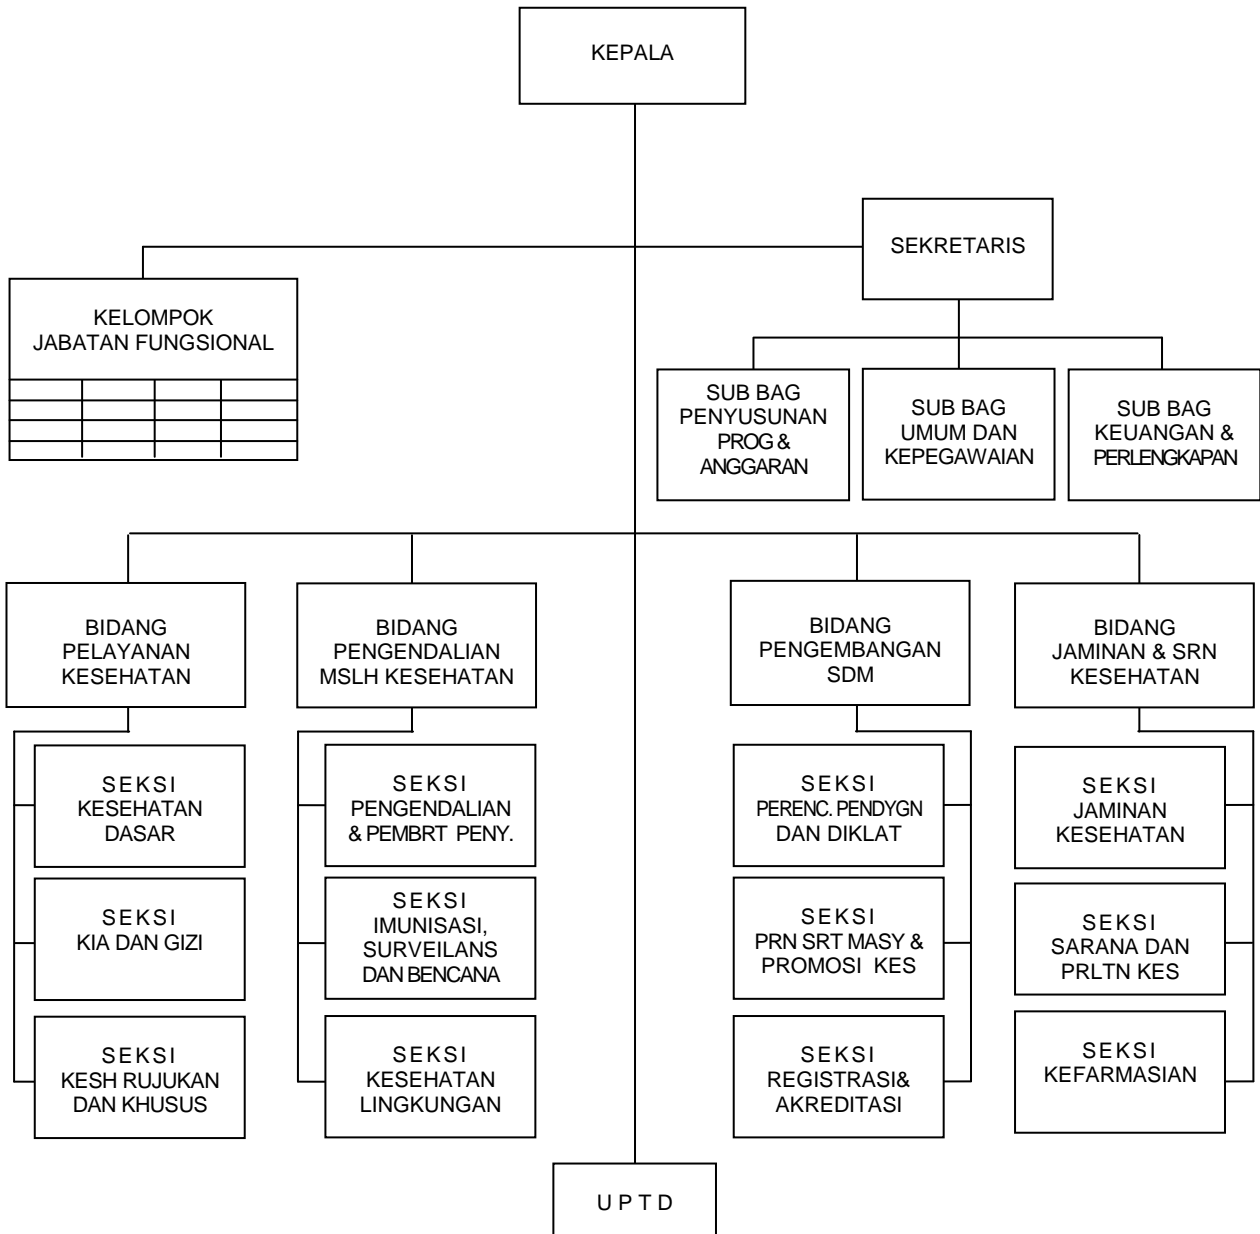 KEPALA
SEKRETARIS
KELOMPOK
JABATAN FUNGSIONAL
SUB BAG
PENYUSUNAN
PROG &
ANGGARAN
SUB BAG
UMUM DAN
KEPEGAWAIAN
SUB BAG
KEUANGAN &
PERLENGKAPAN
BIDANG
PELAYANAN
KESEHATAN
BIDANG
PENGENDALIAN
MSLH KESEHATAN
BIDANG
PENGEMBANGAN
SDM
BIDANG
JAMINAN & SRN
KESEHATAN
SEKSI
KESEHATAN
DASAR
SEKSI
PENGENDALIAN
& PEMBRT PENY.
SEKSI
PERENC. PENDYGN
DAN DIKLAT
SEKSI
JAMINAN
KESEHATAN
SEKSI
KIA DAN GIZI
SEKSI
IMUNISASI,
SURVEILANS
DAN BENCANA
SEKSI
PRN SRT MASY &
PROMOSI KES
SEKSI
SARANA DAN
PRLTN KES
SEKSI
KESH RUJUKAN
DAN KHUSUS
SEKSI
KESEHATAN
LINGKUNGAN
SEKSI
REGISTRASI&
AKREDITASI
SEKSI
KEFARMASIAN
UPTD